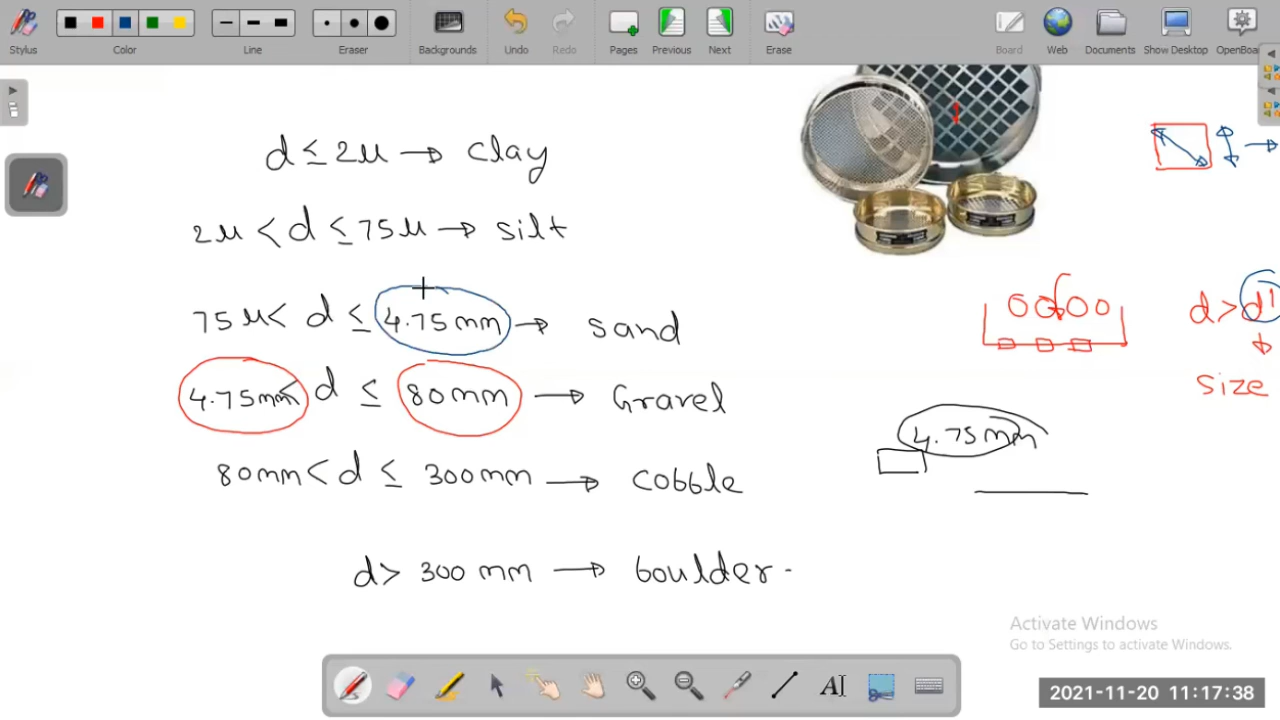 Stylus
Color
Line
Eraser
Backgrounds
Undo
Redo
Pages
Previous
Next
Erase
Board
Web
Documents
Show Desktop
OpenBoa
d ≤ 2μ → clay
2μ < d ≤ 75μ → silt
75μ < d ≤ 4.75mm → sand
4.75mm < d ≤ 80mm → Gravel
80mm < d ≤ 300mm → cobble
d > 300 mm → boulder
d > d'
size
4.75mm
Activate Windows
Go to Settings to activate Windows.
AI
2021-11-20 11:17:38